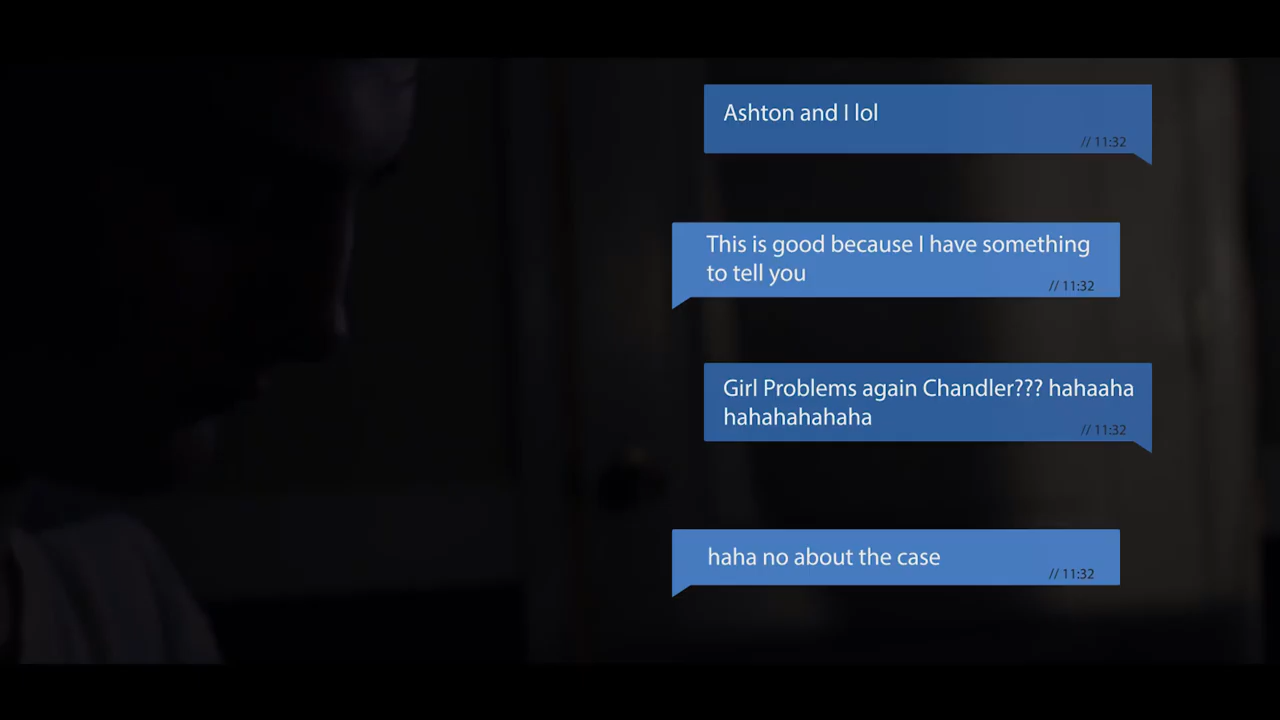 Ashton and I lol
// 11:32
This is good because I have something
to tell you
// 11:32
Girl Problems again Chandler??? hahaaha
hahahahahaha
// 11:32
haha no about the case
// 11:32